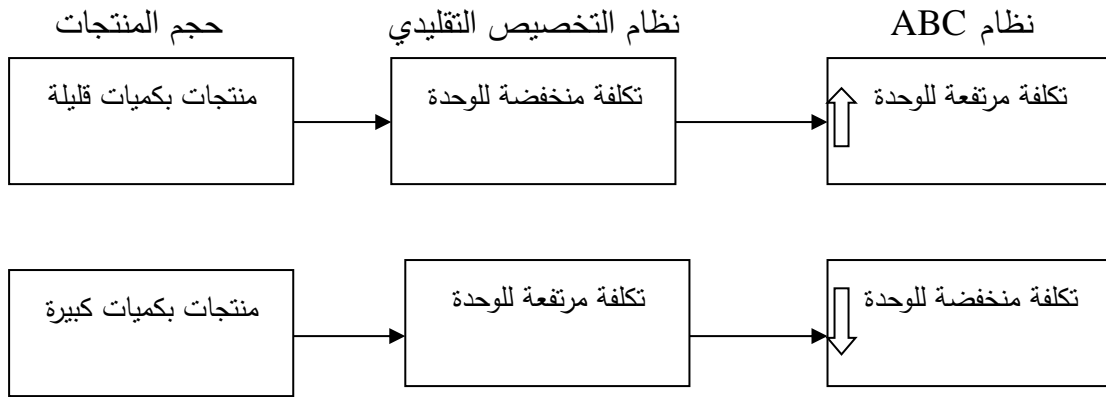 حجم المنتجات
نظام التخصيص التقليدي
نظام ABC
منتجات بكميات قليلة
تكلفة منخفضة للوحدة
تكلفة مرتفعة للوحدة
منتجات بكميات كبيرة
تكلفة مرتفعة للوحدة
تكلفة منخفضة للوحدة